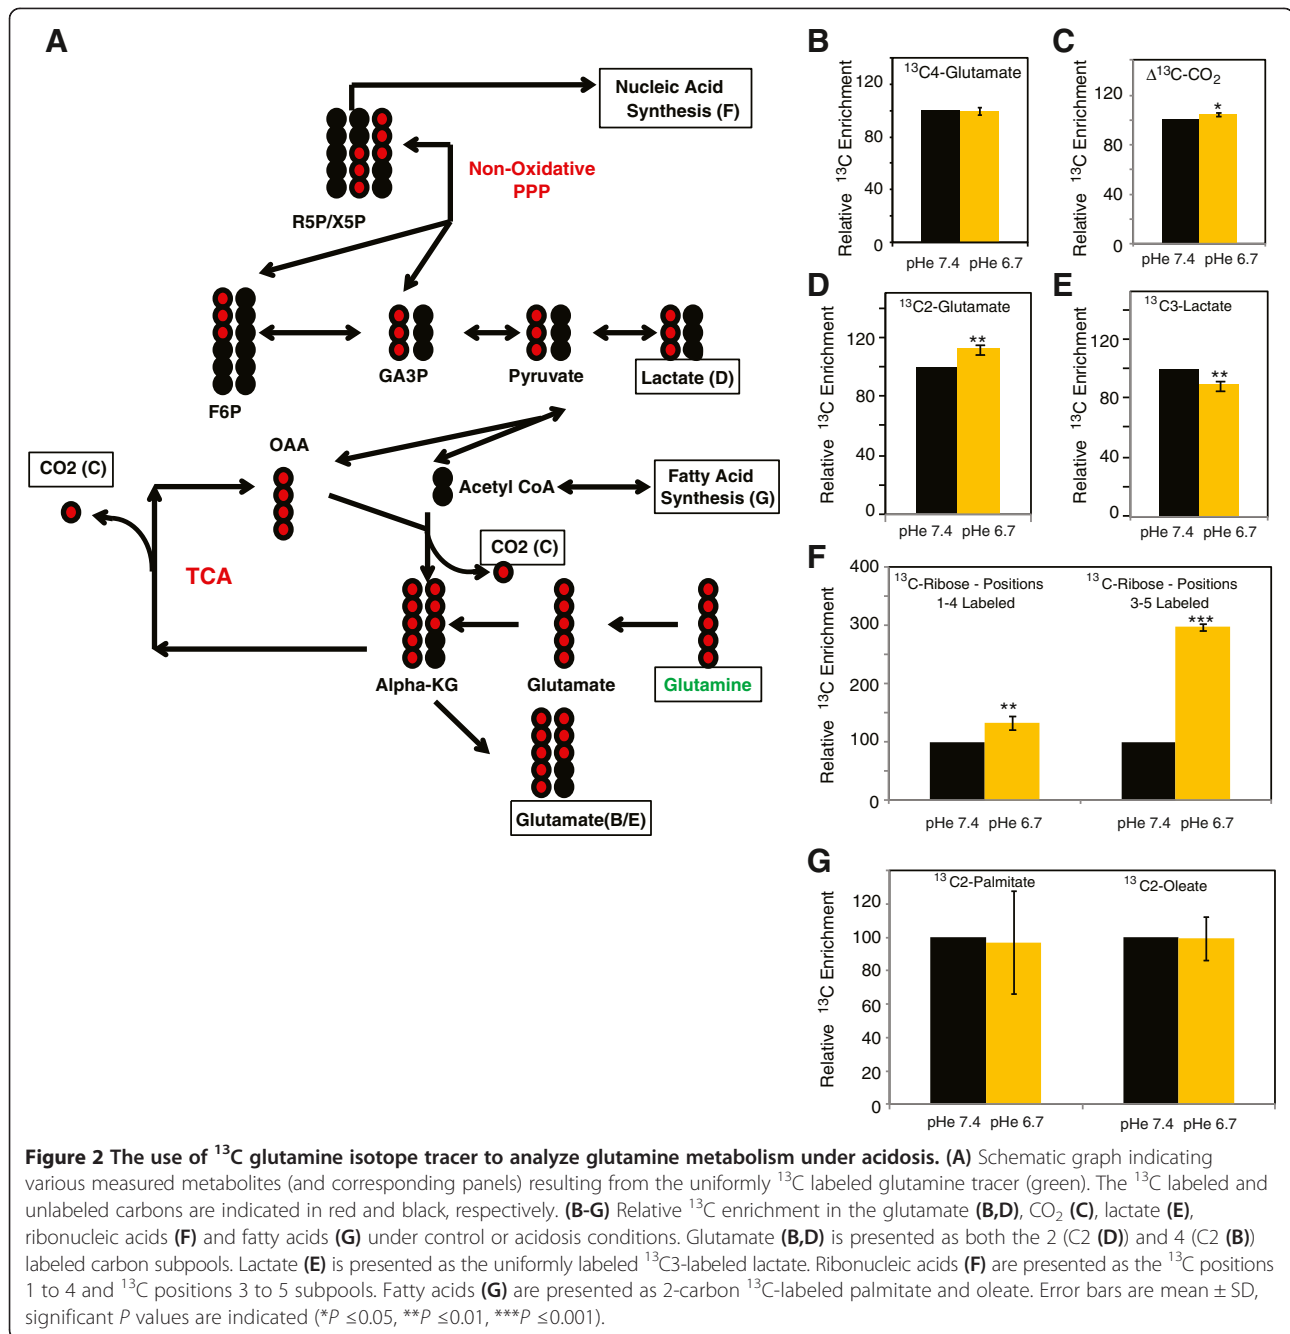 A
Nucleic Acid
Synthesis (F)
Non-Oxidative
PPP
R5P/X5P
F6P
GA3P
Pyruvate
Lactate (D)
OAA
CO2 (C)
Acetyl CoA
Fatty Acid
Synthesis (G)
CO2 (C)
TCA
Alpha-KG
Glutamate
Glutamine
Glutamate(B/E)
B
13C4-Glutamate
Relative 13C Enrichment
120
80
40
0
pHe 7.4 pHe 6.7
C
Δ13C-CO2
Relative 13C Enrichment
120
80
40
0
*
pHe 7.4 pHe 6.7
D
13C2-Glutamate
Relative 13C Enrichment
120
80
40
0
**
pHe 7.4 pHe 6.7
E
13C3-Lactate
Relative 13C Enrichment
120
80
40
0
**
pHe 7.4 pHe 6.7
F
13C-Ribose - Positions
1-4 Labeled
13C-Ribose - Positions
3-5 Labeled
Relative 13C Enrichment
400
300
200
100
0
**
***
pHe 7.4 pHe 6.7
pHe 7.4 pHe 6.7
G
13C2-Palmitate
13C2-Oleate
Relative 13C Enrichment
120
100
80
60
40
20
0
pHe 7.4 pHe 6.7
pHe 7.4 pHe 6.7
Figure 2 The use of 13C glutamine isotope tracer to analyze glutamine metabolism under acidosis. (A) Schematic graph indicating
various measured metabolites (and corresponding panels) resulting from the uniformly 13C labeled glutamine tracer (green). The 13C labeled and
unlabeled carbons are indicated in red and black, respectively. (B-G) Relative 13C enrichment in the glutamate (B,D), CO2 (C), lactate (E),
ribonucleic acids (F) and fatty acids (G) under control or acidosis conditions. Glutamate (B,D) is presented as both the 2 (C2 (D)) and 4 (C2 (B))
labeled carbon subpools. Lactate (E) is presented as the uniformly labeled 13C3-labeled lactate. Ribonucleic acids (F) are presented as the 13C positions
1 to 4 and 13C positions 3 to 5 subpools. Fatty acids (G) are presented as 2-carbon 13C-labeled palmitate and oleate. Error bars are mean ± SD,
significant P values are indicated (*P ≤0.05, **P ≤0.01, ***P ≤0.001).